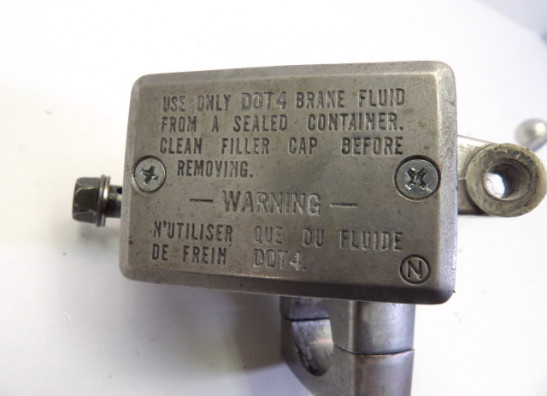 USE ONLY DOT4 BRAKE FLUID
FROM A SEALED CONTAINER.
CLEAN FILLER CAP BEFORE
REMOVING.
— WARNING —
N'UTILISER QUE DU FLUIDE
DE FREIN DOT4.
N